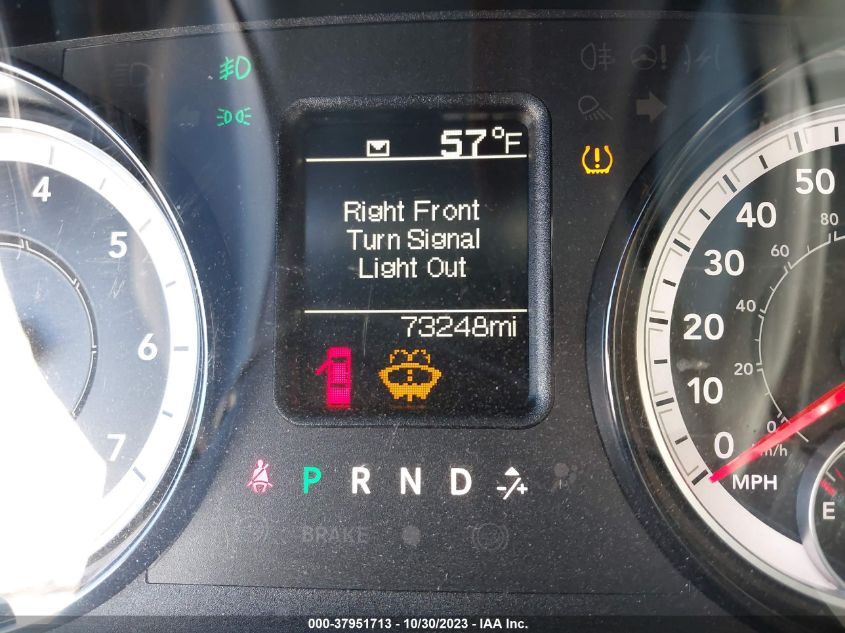 57°F
Right Front
Turn Signal
Light Out
73248mi
P R N D -/+
BRAKE
4
5
6
7
50
40
30
20
10
0
MPH
80
60
40
20
0
km/h
E
000-37951713 - 10/30/2023 - IAA Inc.